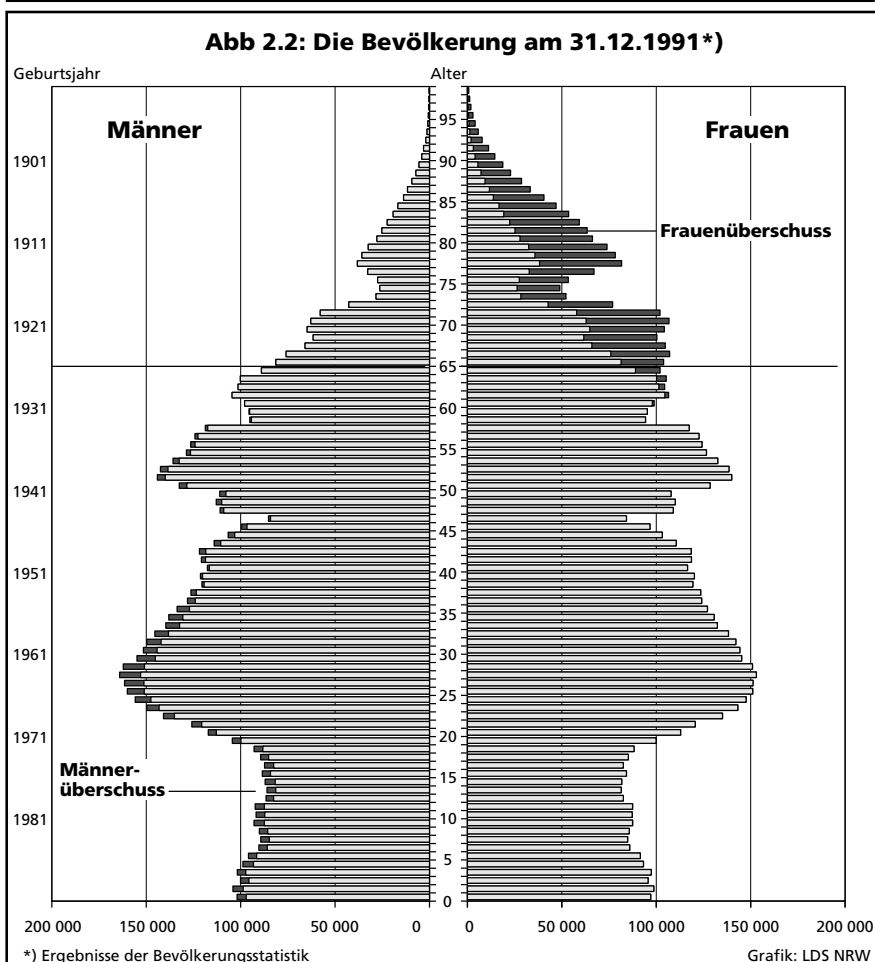 Abb 2.2: Die Bevölkerung am 31.12.1991*)
Geburtsjahr
Alter
Männer
Frauen
95
1901
90
85
Frauenüberschuss
1911
80
75
1921
70
65
1931
60
55
1941
50
45
1951
40
35
1961
30
25
1971
20
Männer-
überschuss
15
1981
10
5
0
200 000 150 000 100 000 50 000 0 0 50 000 100 000 150 000 200 000
*) Ergebnisse der Bevölkerungsstatistik
Grafik: LDS NRW